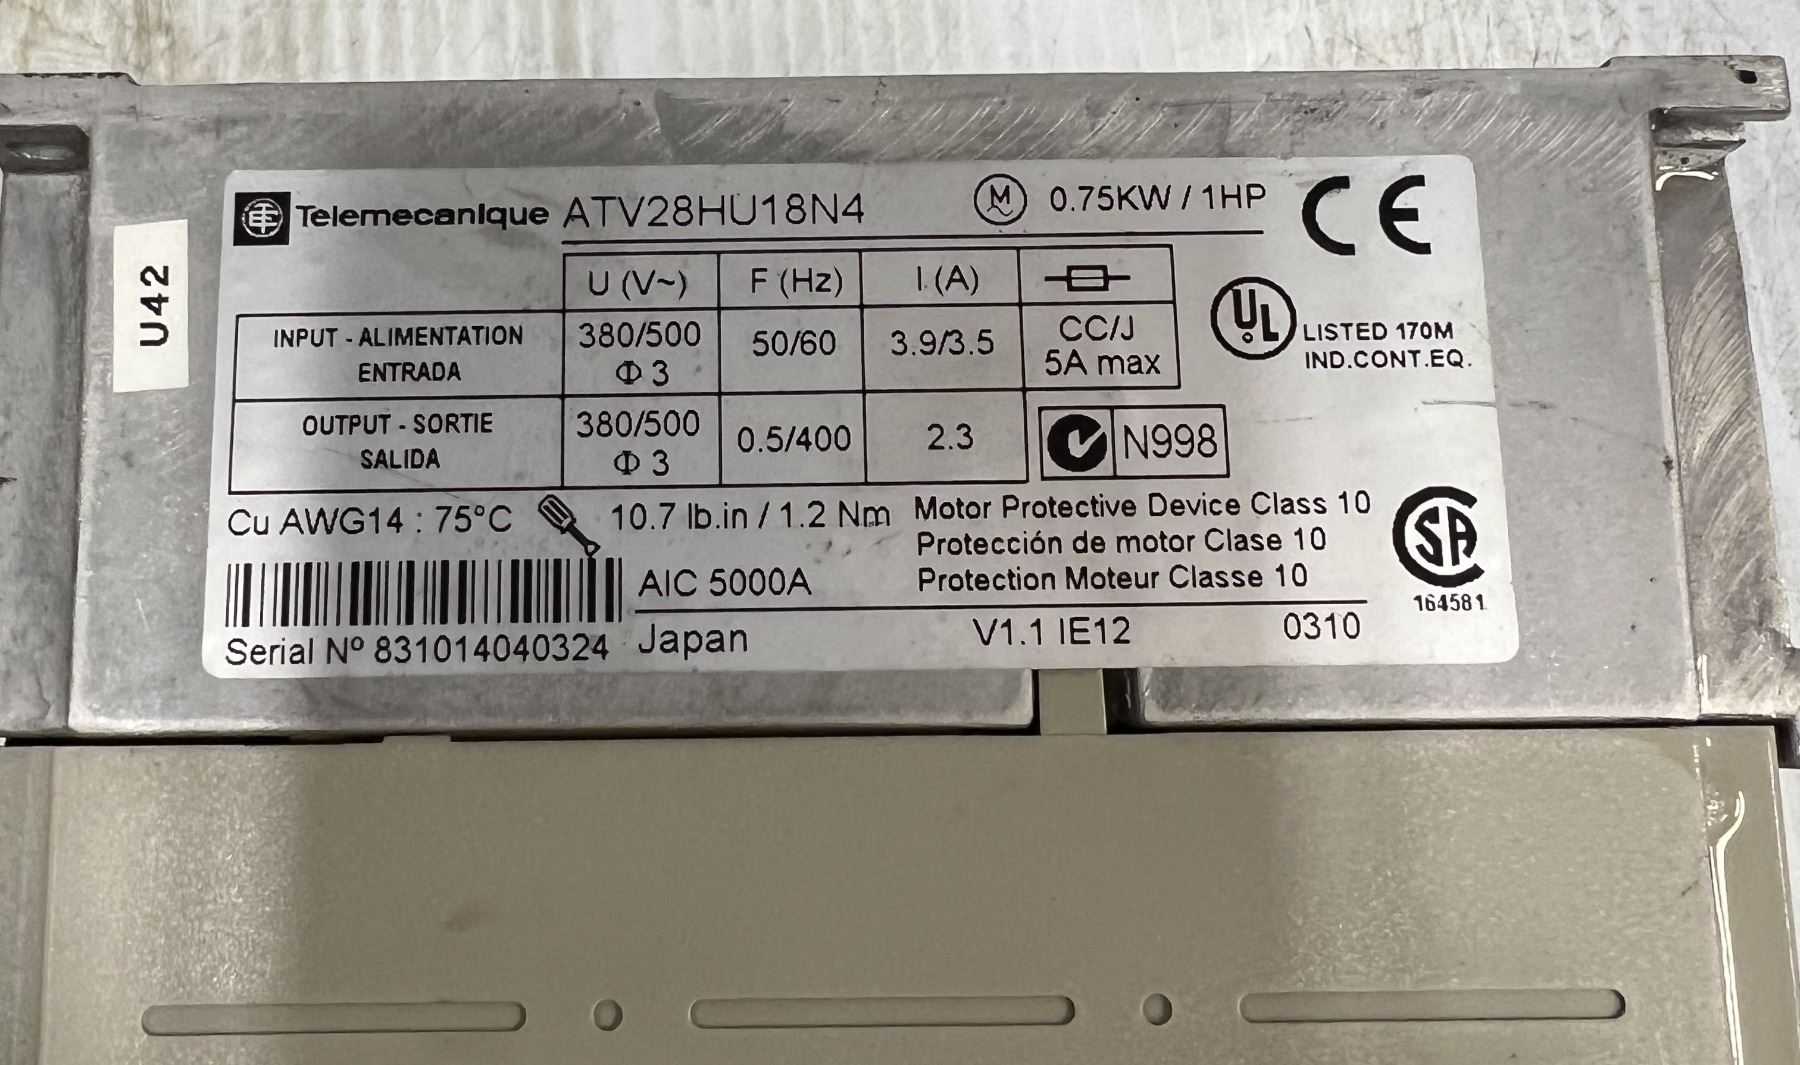 U42
Telemecanique ATV28HU18N4 M 0.75KW / 1HP CE
U (V~) F (Hz) I (A)
INPUT - ALIMENTATION
ENTRADA
380/500
Φ 3
50/60
3.9/3.5
CC/J
5A max
UL LISTED 170M
IND.CONT.EQ.
OUTPUT - SORTIE
SALIDA
380/500
Φ 3
0.5/400
2.3
N998
Cu AWG14 : 75°C 10.7 lb.in / 1.2 Nm
Motor Protective Device Class 10
Protección de motor Clase 10
Protection Moteur Classe 10
SA
164581
AIC 5000A
Serial Nº 831014040324
Japan V1.1 IE12 0310